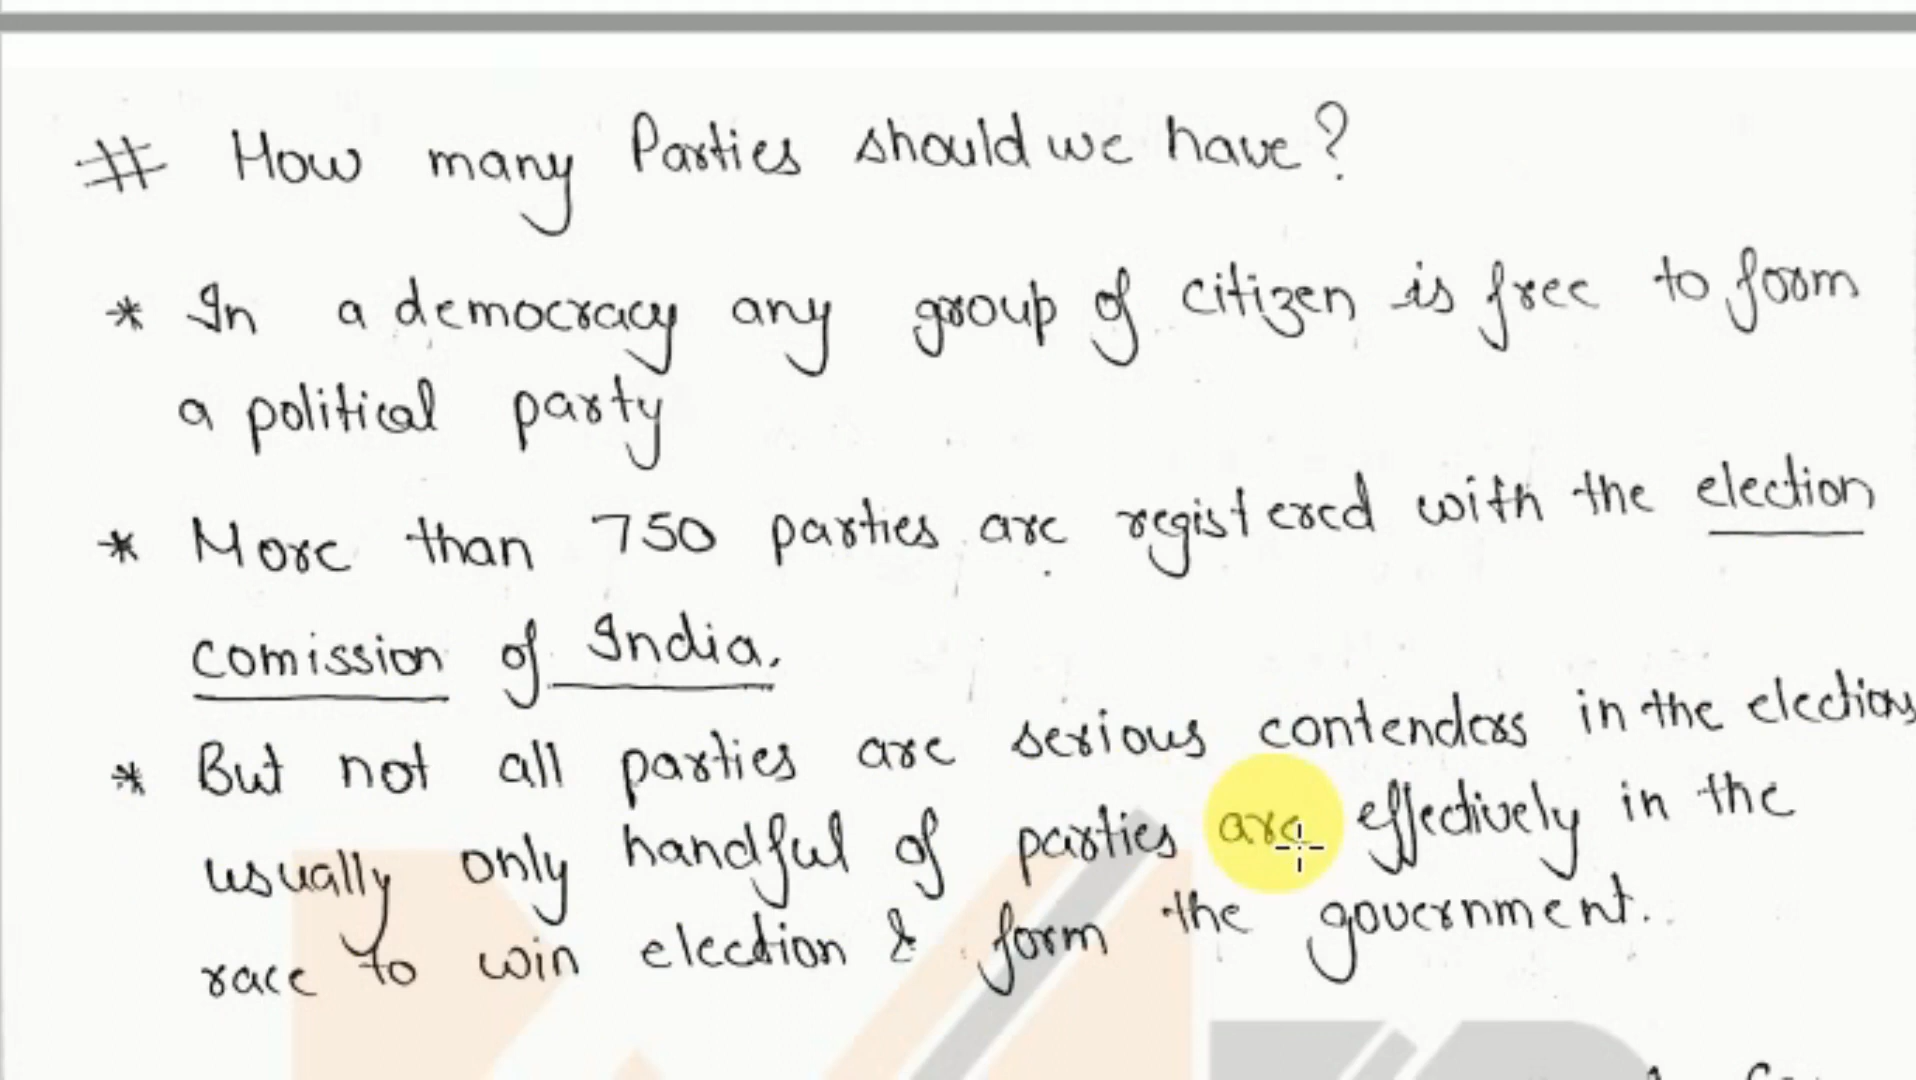 # How many Parties should we have?
* In a democracy any group of citizen is free to form
a political party
* More than 750 parties are registered with the election
comission of India.
* But not all parties are serious contenders in the elections
usually only handful of parties are effectively in the
race to win election & form the government.